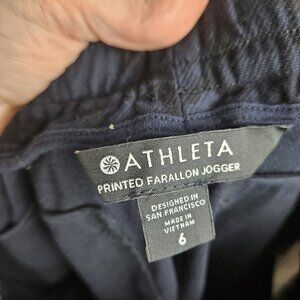 ATHLETA
PRINTED FARALLON JOGGER
DESIGNED IN
SAN FRANCISCO
MADE IN
VIETNAM
6